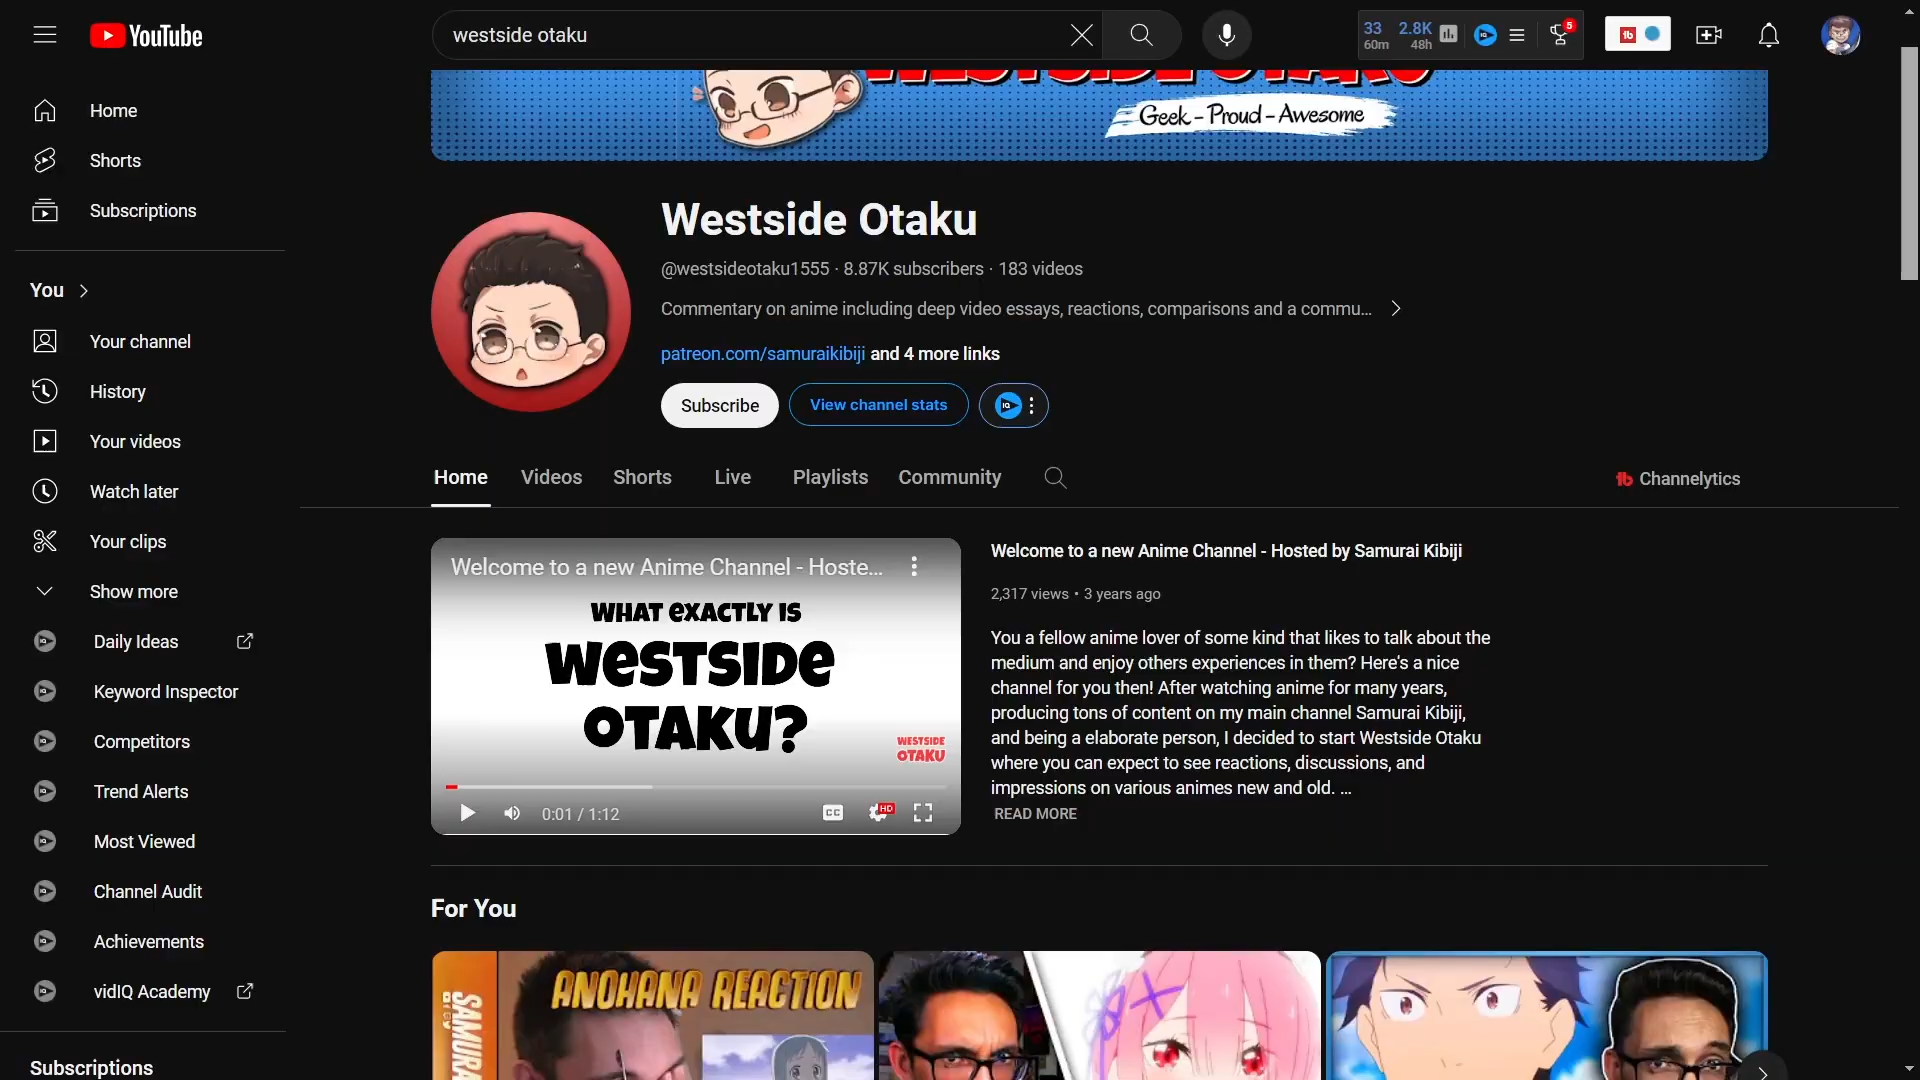 YouTube
westside otaku
33
60m
2.8K
48h
5
Home
Shorts
Subscriptions
You
Your channel
History
Your videos
Watch later
Your clips
Show more
Daily Ideas
Keyword Inspector
Competitors
Trend Alerts
Most Viewed
Channel Audit
Achievements
vidIQ Academy
Subscriptions
WESTSIDE OTAKU
Geek - Proud - Awesome
Westside Otaku
@westsideotaku1555 · 8.87K subscribers · 183 videos
Commentary on anime including deep video essays, reactions, comparisons and a commu...
patreon.com/samuraikibiji and 4 more links
Subscribe
View channel stats
Home Videos Shorts Live Playlists Community
Channelytics
Welcome to a new Anime Channel - Hoste...
WHAT EXACTLY IS
WESTSIDE
OTAKU?
WESTSIDE
OTAKU
0:01 / 1:12
CC
HD
Welcome to a new Anime Channel - Hosted by Samurai Kibiji
2,317 views • 3 years ago
You a fellow anime lover of some kind that likes to talk about the
medium and enjoy others experiences in them? Here's a nice
channel for you then! After watching anime for many years,
producing tons of content on my main channel Samurai Kibiji,
and being a elaborate person, I decided to start Westside Otaku
where you can expect to see reactions, discussions, and
impressions on various animes new and old. ...
READ MORE
For You
ANOHANA REACTION